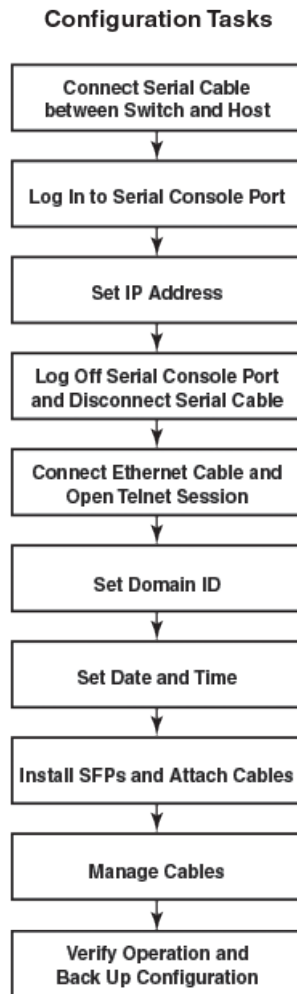 Configuration Tasks
Connect Serial Cable
between Switch and Host
Log In to Serial Console Port
Set IP Address
Log Off Serial Console Port
and Disconnect Serial Cable
Connect Ethernet Cable and
Open Telnet Session
Set Domain ID
Set Date and Time
Install SFPs and Attach Cables
Manage Cables
Verify Operation and
Back Up Configuration